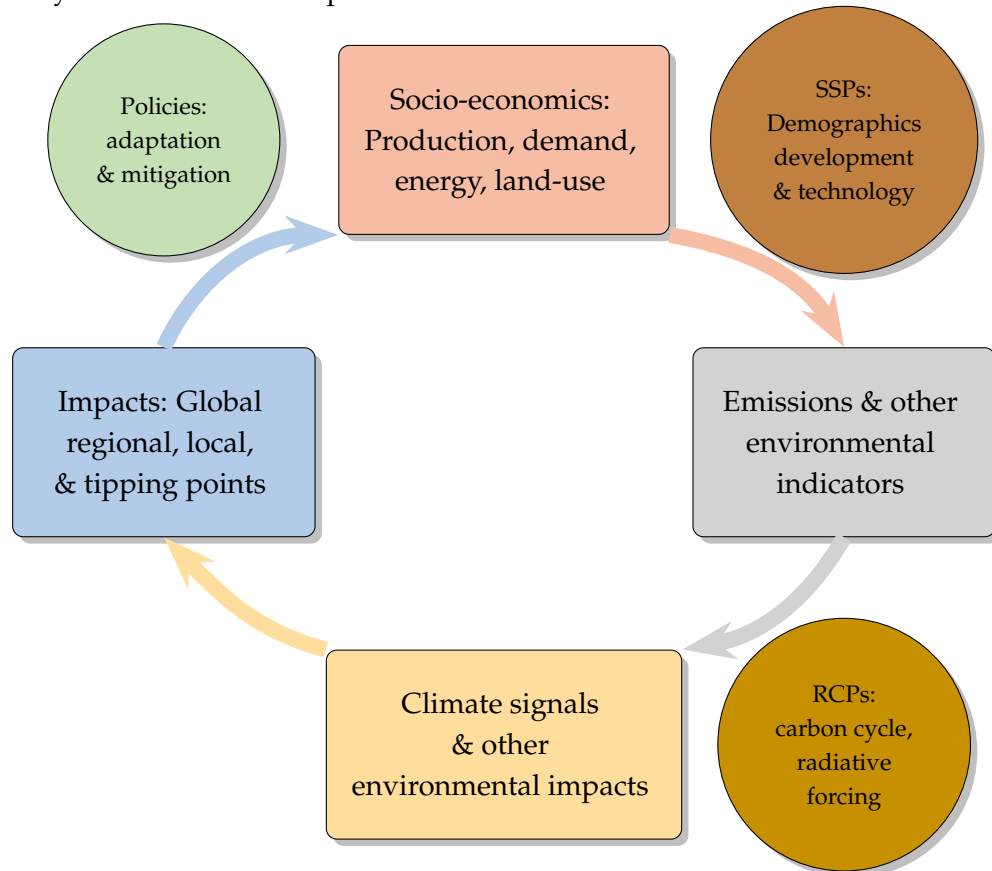 Policies:
adaptation
& mitigation
Socio-economics:
Production, demand,
energy, land-use
SSPs:
Demographics
development
& technology
Impacts: Global
regional, local,
& tipping points
Emissions & other
environmental
indicators
Climate signals
& other
environmental impacts
RCPs:
carbon cycle,
radiative
forcing